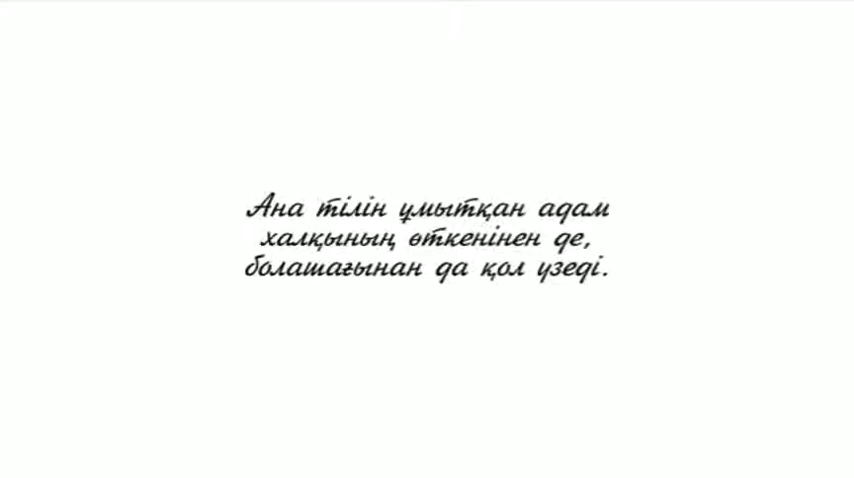 Ана тілін ұмытқан адам
халқының өткенінен де,
болашағынан да қол үзеді.